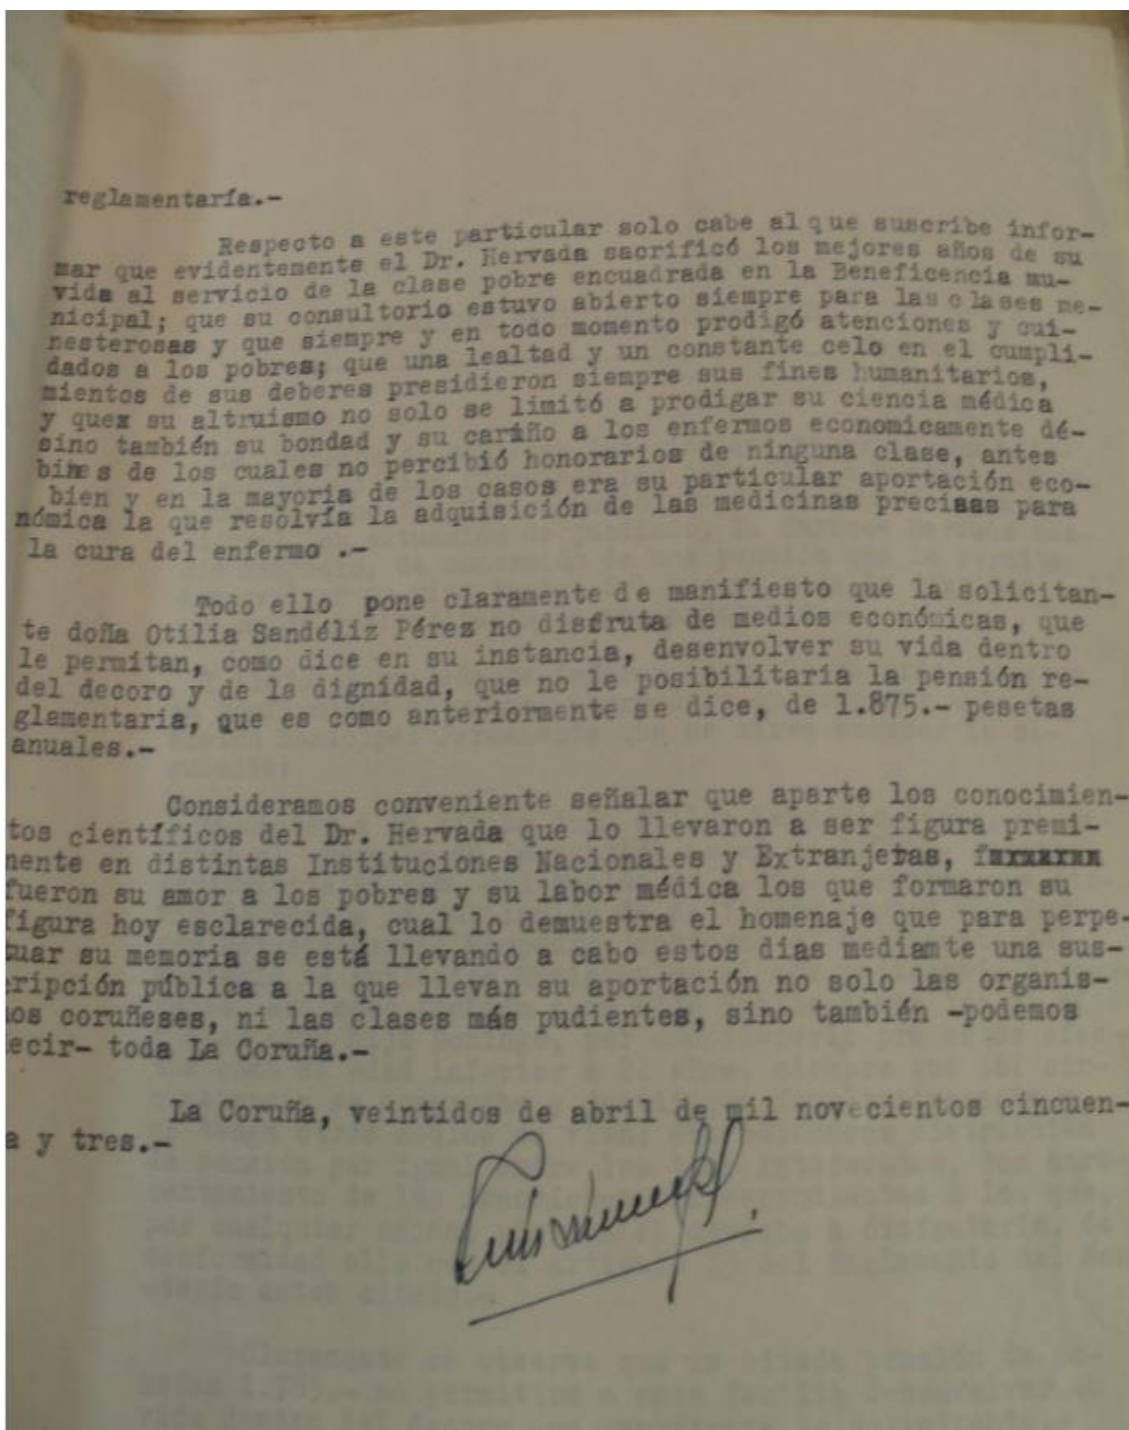 reglamentaría.-
Respecto a este particular solo cabe al que suscribe infor-
mar que evidentemente el Dr. Hervada sacrificó los mejores años de su
vida al servicio de la clase pobre encuadrada en la Beneficencia mu-
nicipal; que su consultorio estuvo abierto siempre para las clases me-
nesterosas y que siempre y en todo momento prodigó atenciones y cui-
dados a los pobres; que una lealtad y un constante celo en el cumpli-
mientos de sus deberes presidieron siempre sus fines humanitarios,
y quex su altruismo no solo se limitó a prodigar su ciencia médica
sino también su bondad y su cariño a los enfermos economicamente dé-
biles de los cuales no percibió honorarios de ninguna clase, antes
bien y en la mayoria de los casos era su particular aportación eco-
nómica la que resolvía la adquisición de las medicinas precisas para
la cura del enfermo .-
Todo ello pone claramente de manifiesto que la solicitan-
te doña Otilia Sandéliz Pérez no disfruta de medios económicas, que
le permitan, como dice en su instancia, desenvolver su vida dentro
del decoro y de la dignidad, que no le posibilitaria la pensión re-
glamentaria, que es como anteriormente se dice, de 1.875.- pesetas
anuales.-
Consideramos conveniente señalar que aparte los conocimien-
tos científicos del Dr. Hervada que lo llevaron a ser figura premi-
nente en distintas Instituciones Nacionales y Extranjeras,
fueron su amor a los pobres y su labor médica los que formaron su
figura hoy esclarecida, cual lo demuestra el homenaje que para perpe-
tuar su memoria se está llevando a cabo estos dias mediamte una sus-
cripción pública a la que llevan su aportación no solo las organis-
mos coruñeses, ni las clases más pudientes, sino también -podemos
ecir- toda La Coruña.-
La Coruña, veintidos de abril de mil novecientos cincuen-
a y tres.-